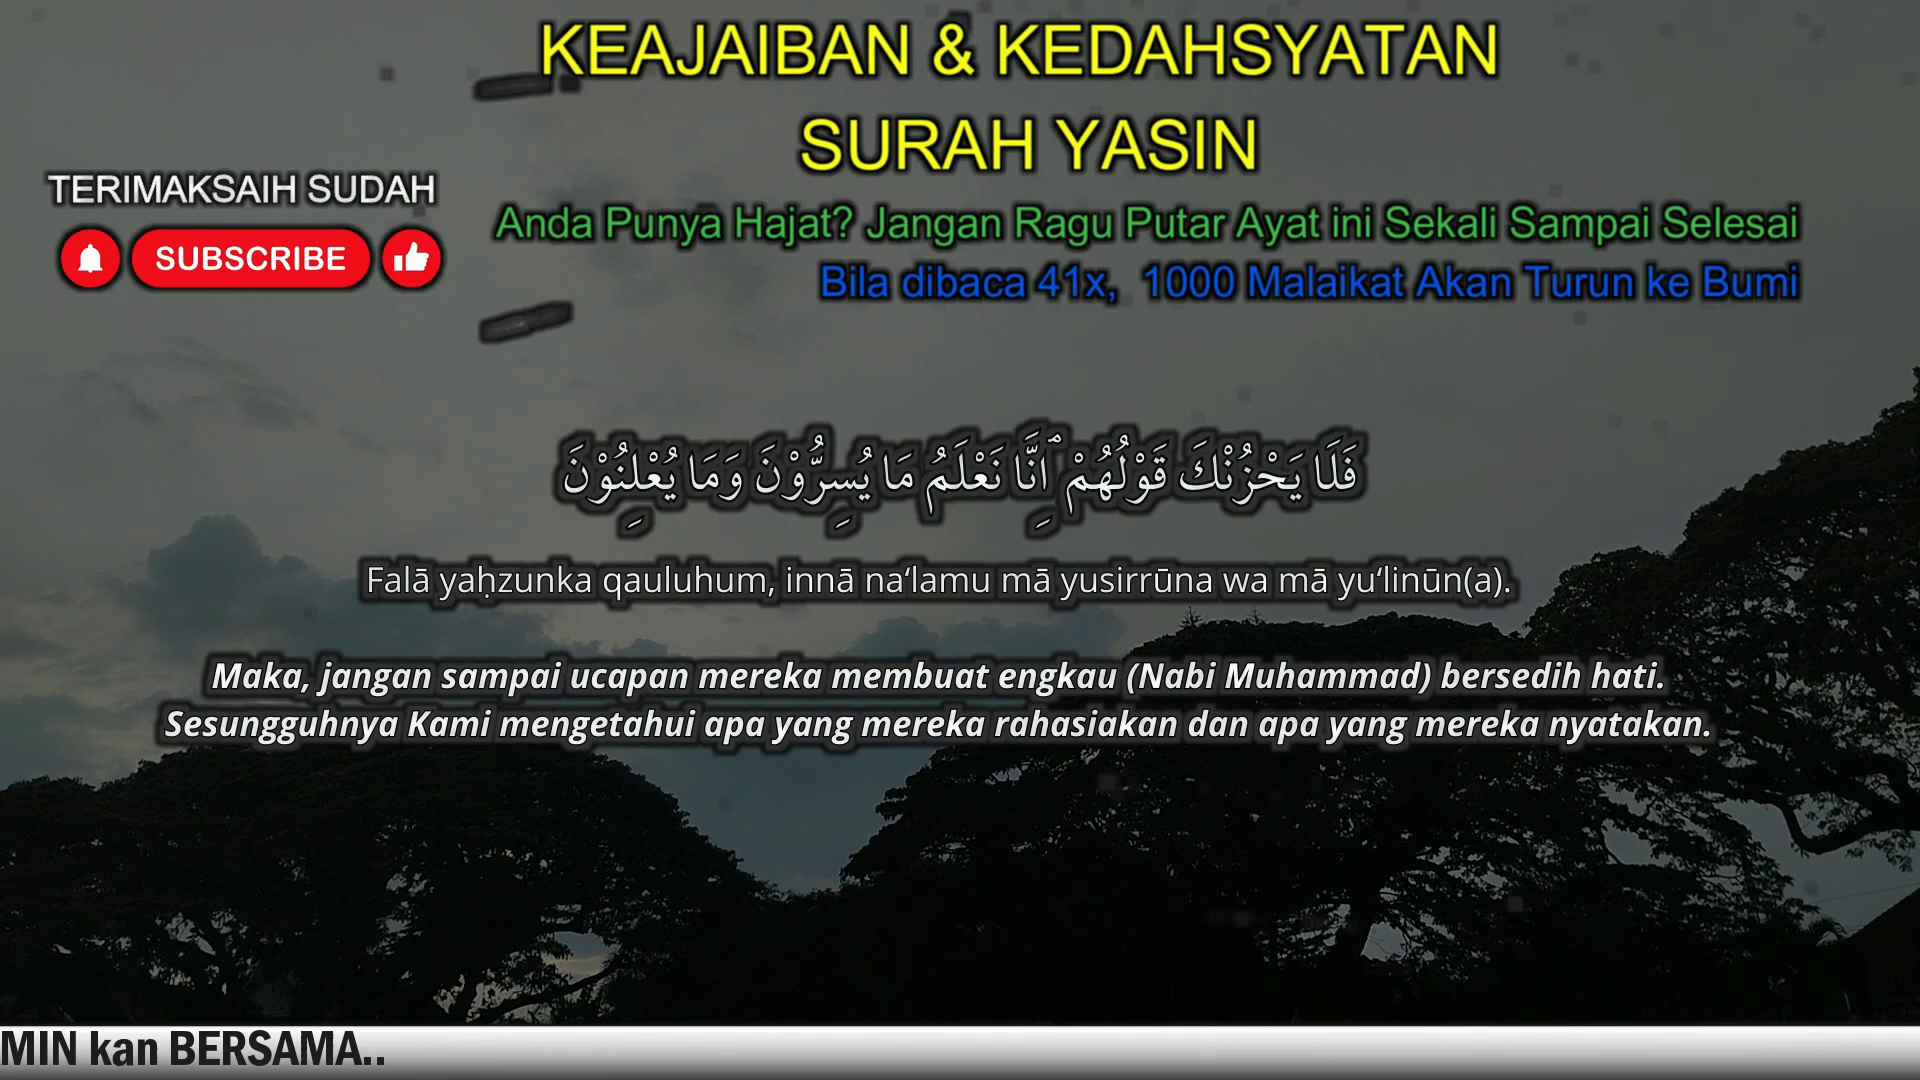 KEAJAIBAN & KEDAHSYATAN
SURAH YASIN
TERIMAKSAIH SUDAH
SUBSCRIBE
Anda Punya Hajat? Jangan Ragu Putar Ayat ini Sekali Sampai Selesai
Bila dibaca 41x, 1000 Malaikat Akan Turun ke Bumi
فَلَا يَحْزُنْكَ قَوْلُهُمْ ۘاِنَّا نَعْلَمُ مَا يُسِرُّوْنَ وَمَا يُعْلِنُوْنَ
Falā yaḥzunka qauluhum, innā na‘lamu mā yusirrūna wa mā yu‘linūn(a).
Maka, jangan sampai ucapan mereka membuat engkau (Nabi Muhammad) bersedih hati.
Sesungguhnya Kami mengetahui apa yang mereka rahasiakan dan apa yang mereka nyatakan.
MIN kan BERSAMA..